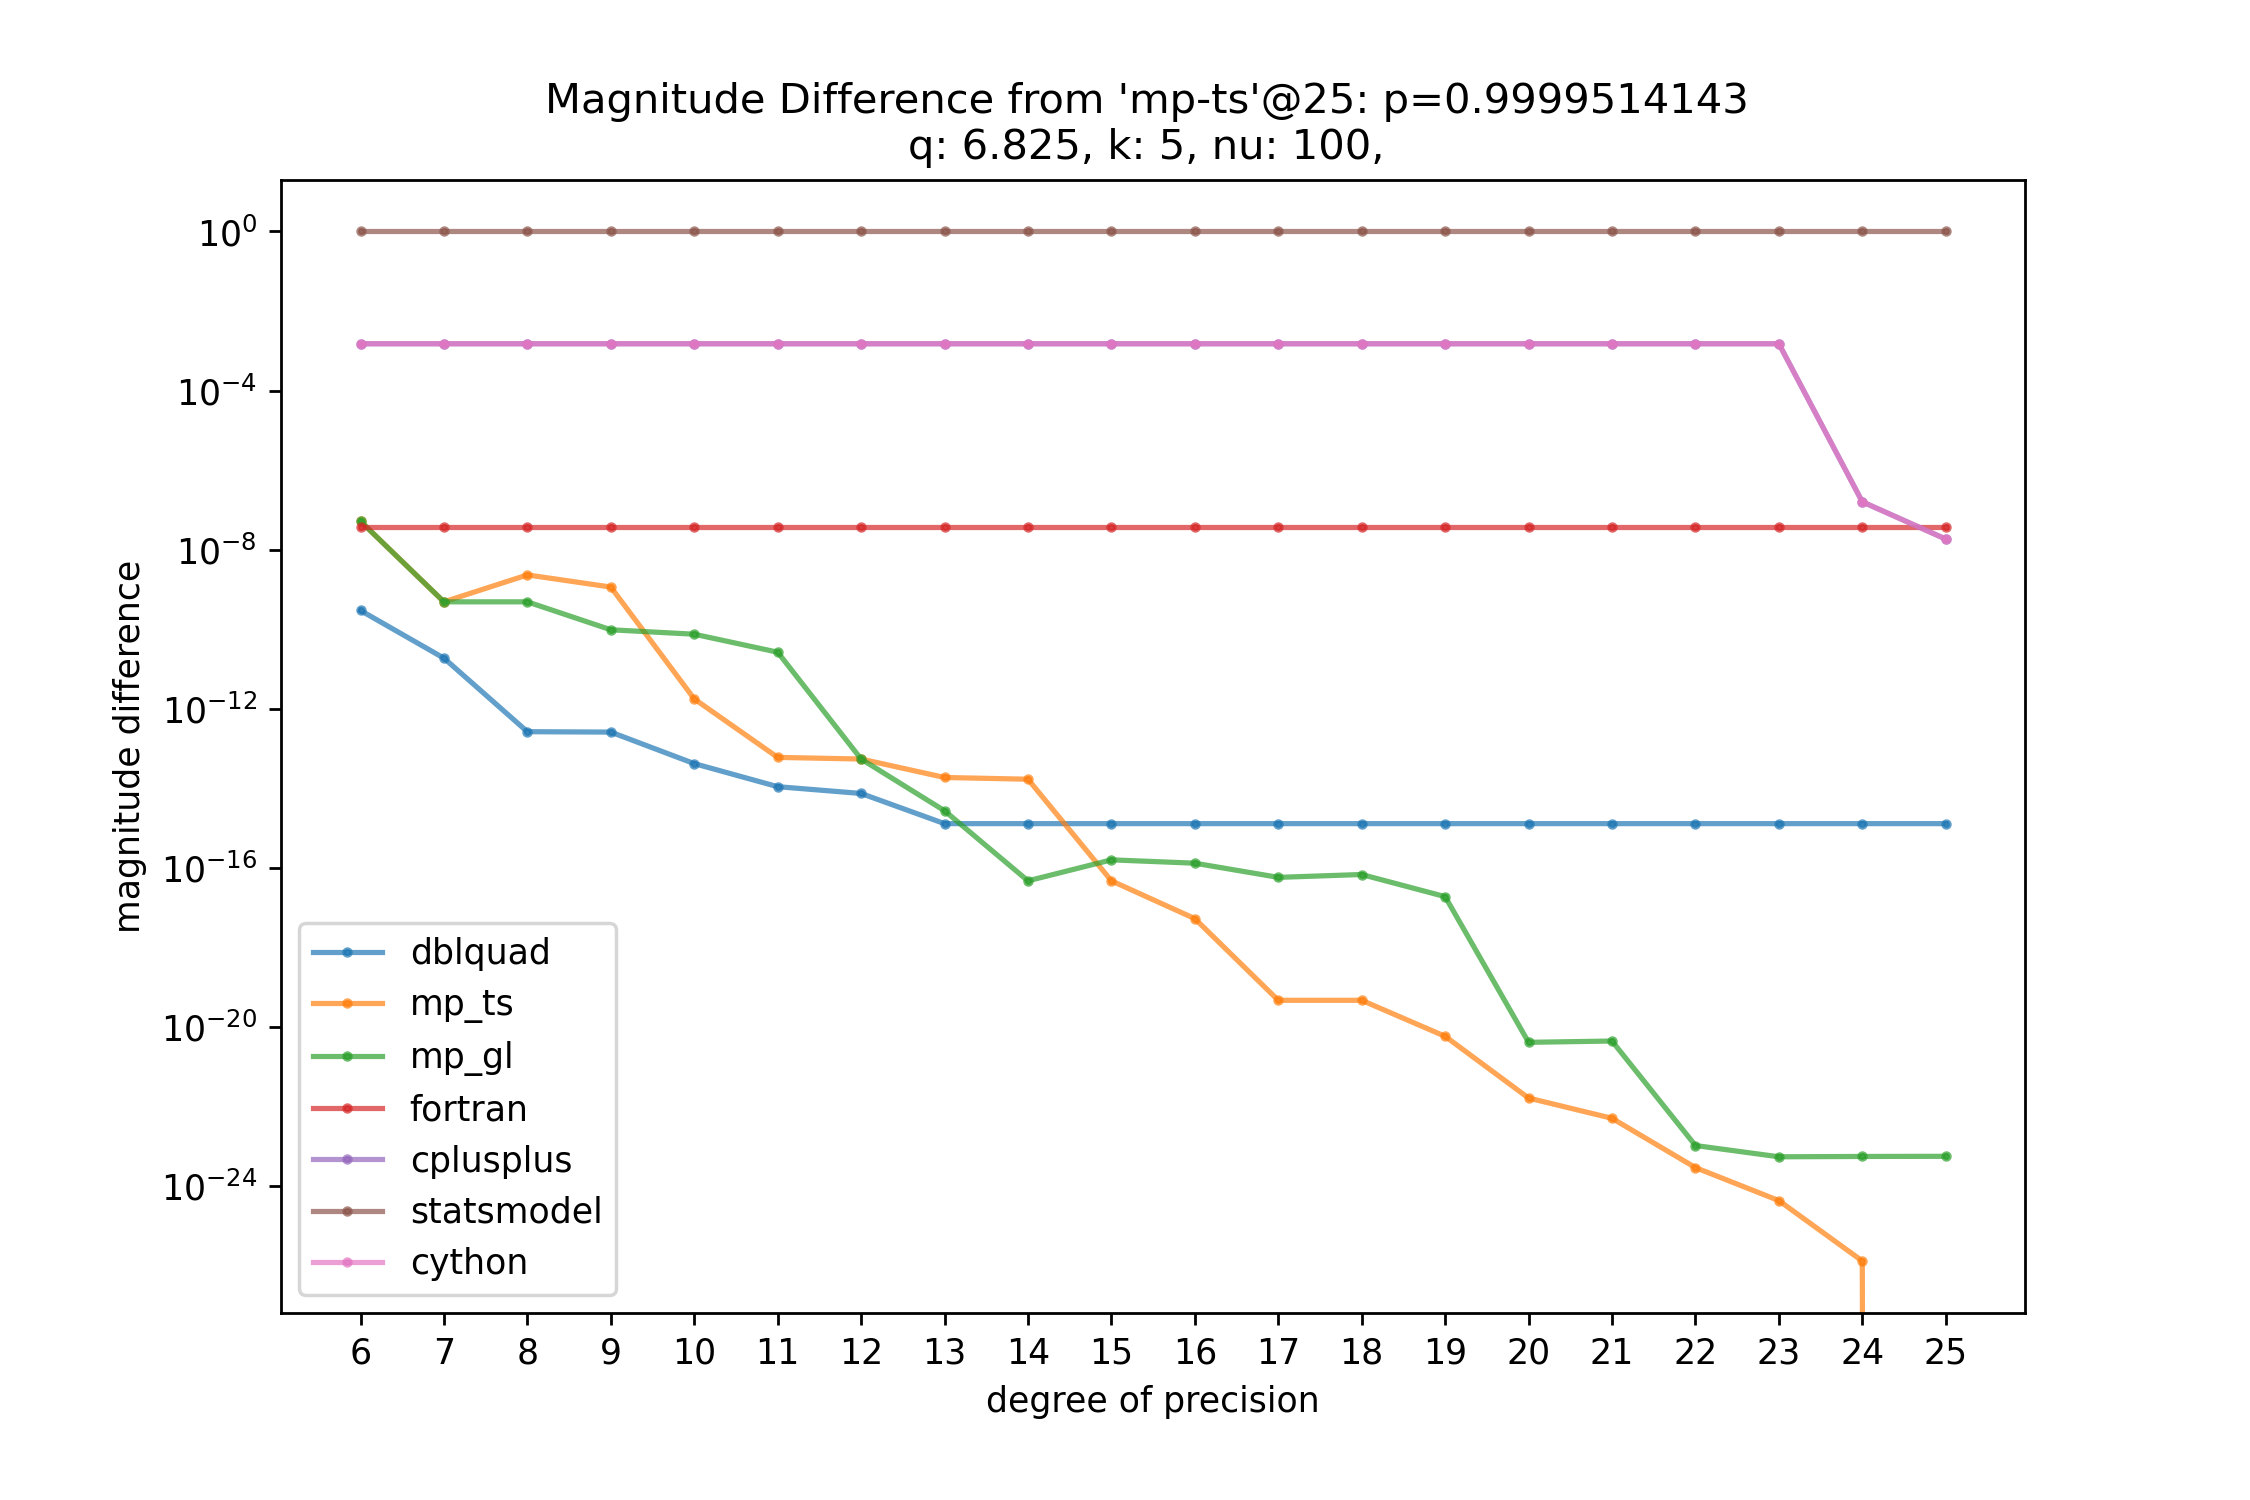 Magnitude Difference from 'mp-ts'@25: p=0.9999514143
q: 6.825, k: 5, nu: 100,
magnitude difference
10⁰
10⁻⁴
10⁻⁸
10⁻¹²
10⁻¹⁶
10⁻²⁰
10⁻²⁴
dblquad
mp_ts
mp_gl
fortran
cplusplus
statsmodel
cython
6 7 8 9 10 11 12 13 14 15 16 17 18 19 20 21 22 23 24 25
degree of precision